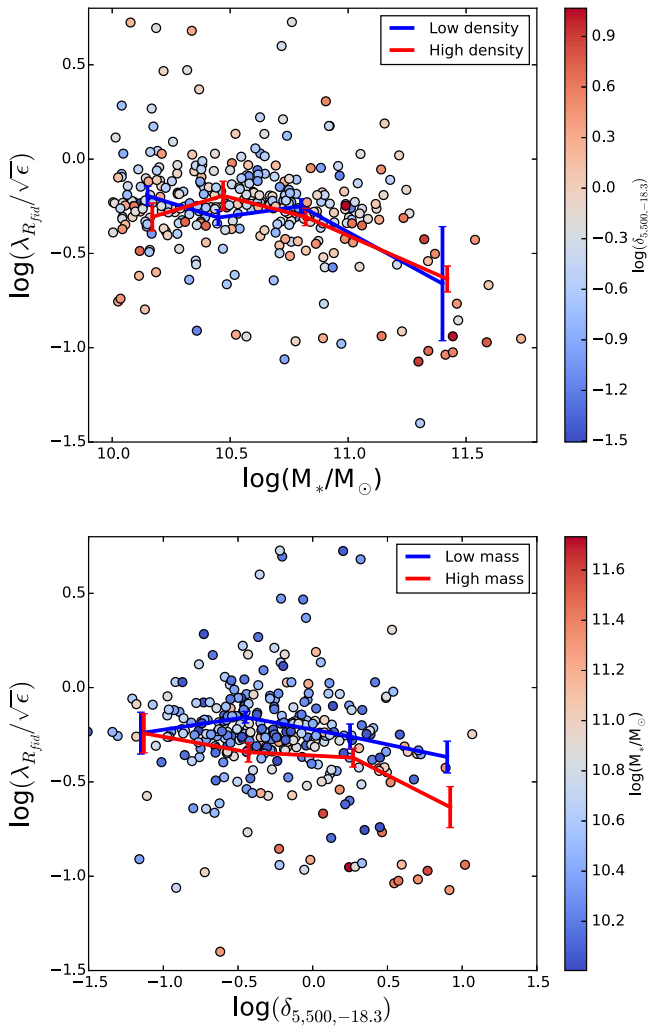 Low density
High density
0.5
0.0
−0.5
−1.0
−1.5
log(λ_{R_{fid}}/√ϵ)
10.0 10.5 11.0 11.5
log(M_*/M_⊙)
0.9
0.6
0.3
0.0
−0.3
−0.6
−0.9
−1.2
−1.5
log(δ_{5,500,−18.3})
Low mass
High mass
0.5
0.0
−0.5
−1.0
−1.5
log(λ_{R_{fid}}/√ϵ)
−1.5 −1.0 −0.5 0.0 0.5 1.0 1.5
log(δ_{5,500,−18.3})
11.6
11.4
11.2
11.0
10.8
10.6
10.4
10.2
log(M_*/M_⊙)